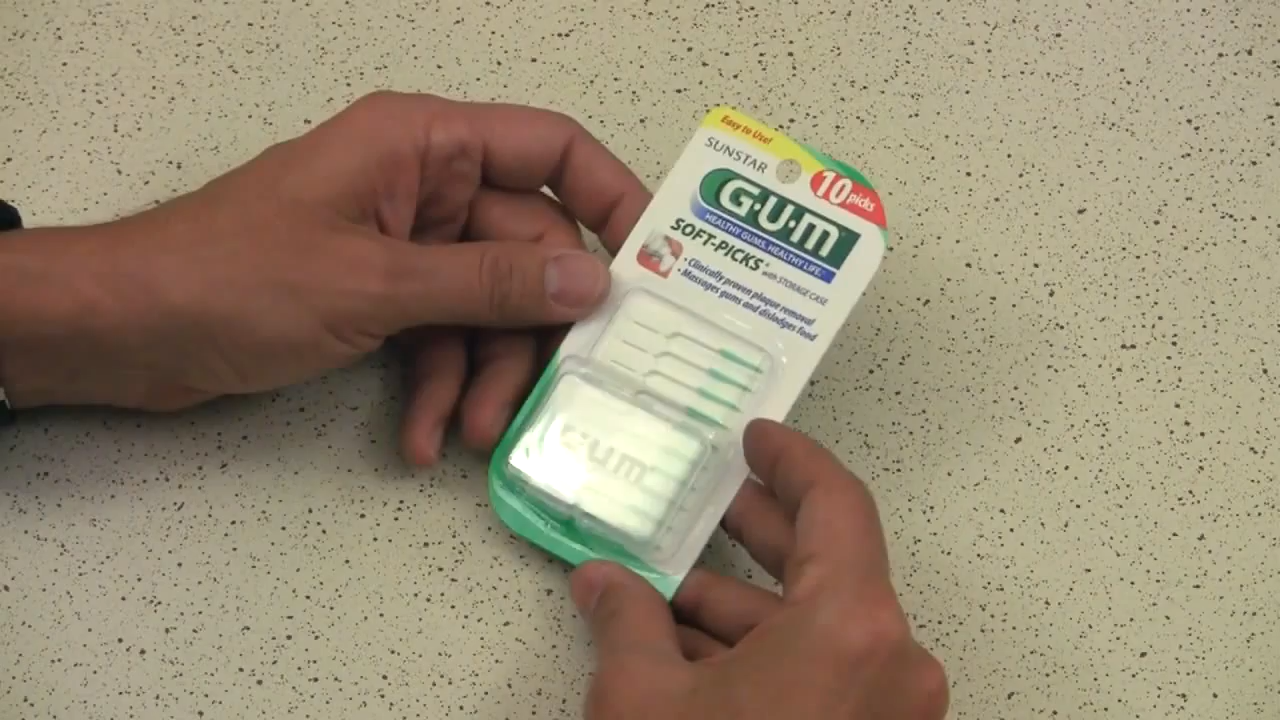 Easy to Use!
SUNSTAR
10 picks
G·U·M
HEALTHY GUMS. HEALTHY LIFE.
SOFT-PICKS® with STORAGE CASE
• Clinically proven plaque removal
• Massages gums and dislodges food
G·U·M